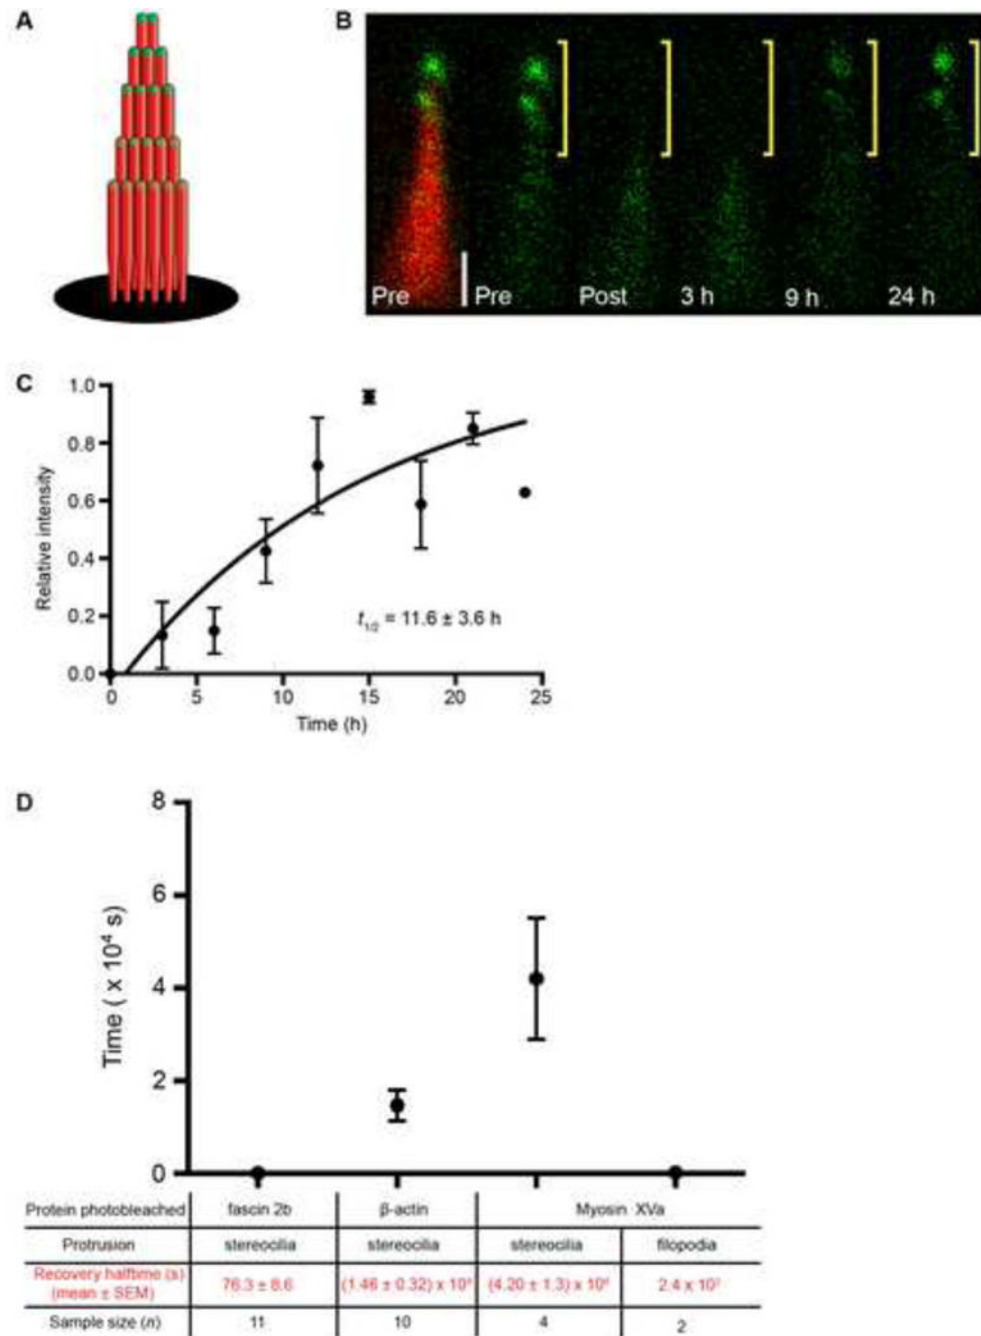 A
B
Pre
Pre
Post
3 h
9 h
24 h
C
1.0
0.8
0.6
0.4
0.2
0.0
Relative intensity
t1/2 = 11.6 ± 3.6 h
0 5 10 15 20 25
Time (h)
D
8
6
4
2
0
Time ( x 10⁴ s)
Protein photobleached fascin 2b β-actin Myosin XVa
Protrusion stereocilia stereocilia stereocilia filopodia
Recovery halftime (s) 76.3 ± 8.6 (1.46 ± 0.32) x 10⁴ (4.20 ± 1.3) x 10⁴ 2.4 x 10²
(mean ± SEM)
Sample size (n) 11 10 4 2